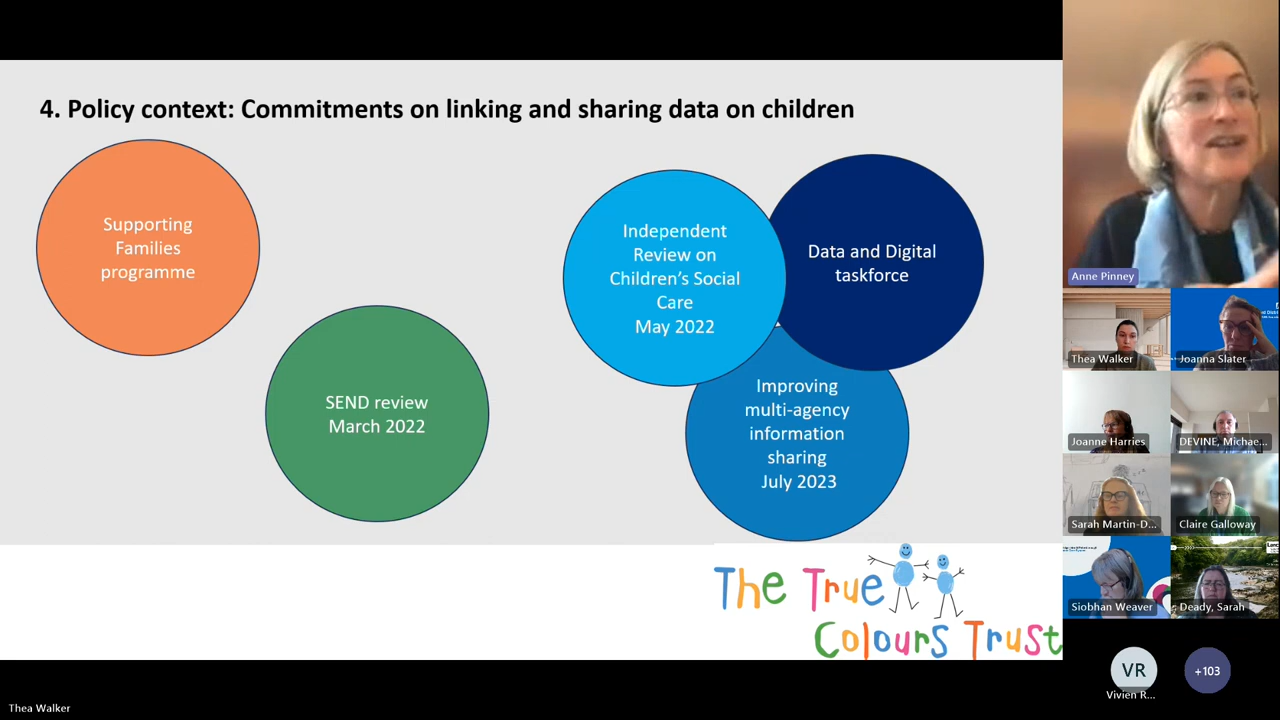 4. Policy context: Commitments on linking and sharing data on children
Supporting
Families
programme
SEND review
March 2022
Independent
Review on
Children's Social
Care
May 2022
Data and Digital
taskforce
Improving
multi-agency
information
sharing
July 2023
The True
Colours Trust
Anne Pinney
Thea Walker
Joanna Slater
Joanne Harries
DEVINE, Michae...
Sarah Martin-D...
Claire Galloway
Siobhan Weaver
Deady, Sarah
VR
Vivien R...
+103
Thea Walker